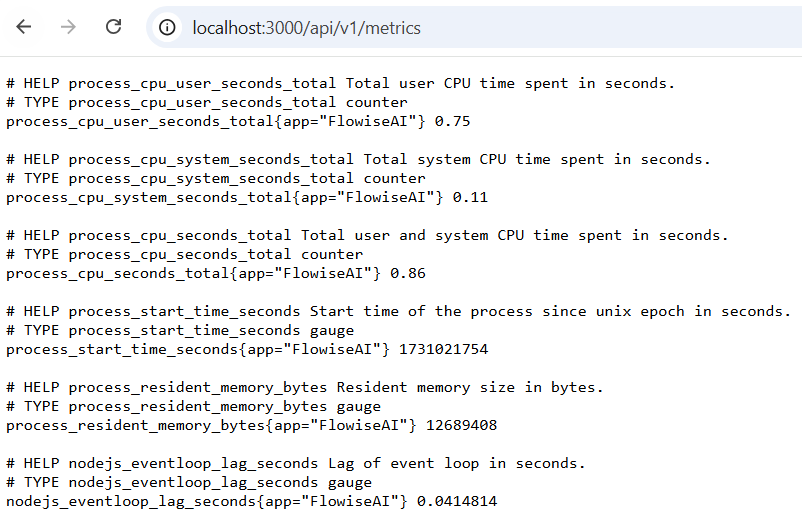 localhost:3000/api/v1/metrics
# HELP process_cpu_user_seconds_total Total user CPU time spent in seconds.
# TYPE process_cpu_user_seconds_total counter
process_cpu_user_seconds_total{app="FlowiseAI"} 0.75
# HELP process_cpu_system_seconds_total Total system CPU time spent in seconds.
# TYPE process_cpu_system_seconds_total counter
process_cpu_system_seconds_total{app="FlowiseAI"} 0.11
# HELP process_cpu_seconds_total Total user and system CPU time spent in seconds.
# TYPE process_cpu_seconds_total counter
process_cpu_seconds_total{app="FlowiseAI"} 0.86
# HELP process_start_time_seconds Start time of the process since unix epoch in seconds.
# TYPE process_start_time_seconds gauge
process_start_time_seconds{app="FlowiseAI"} 1731021754
# HELP process_resident_memory_bytes Resident memory size in bytes.
# TYPE process_resident_memory_bytes gauge
process_resident_memory_bytes{app="FlowiseAI"} 12689408
# HELP nodejs_eventloop_lag_seconds Lag of event loop in seconds.
# TYPE nodejs_eventloop_lag_seconds gauge
nodejs_eventloop_lag_seconds{app="FlowiseAI"} 0.0414814